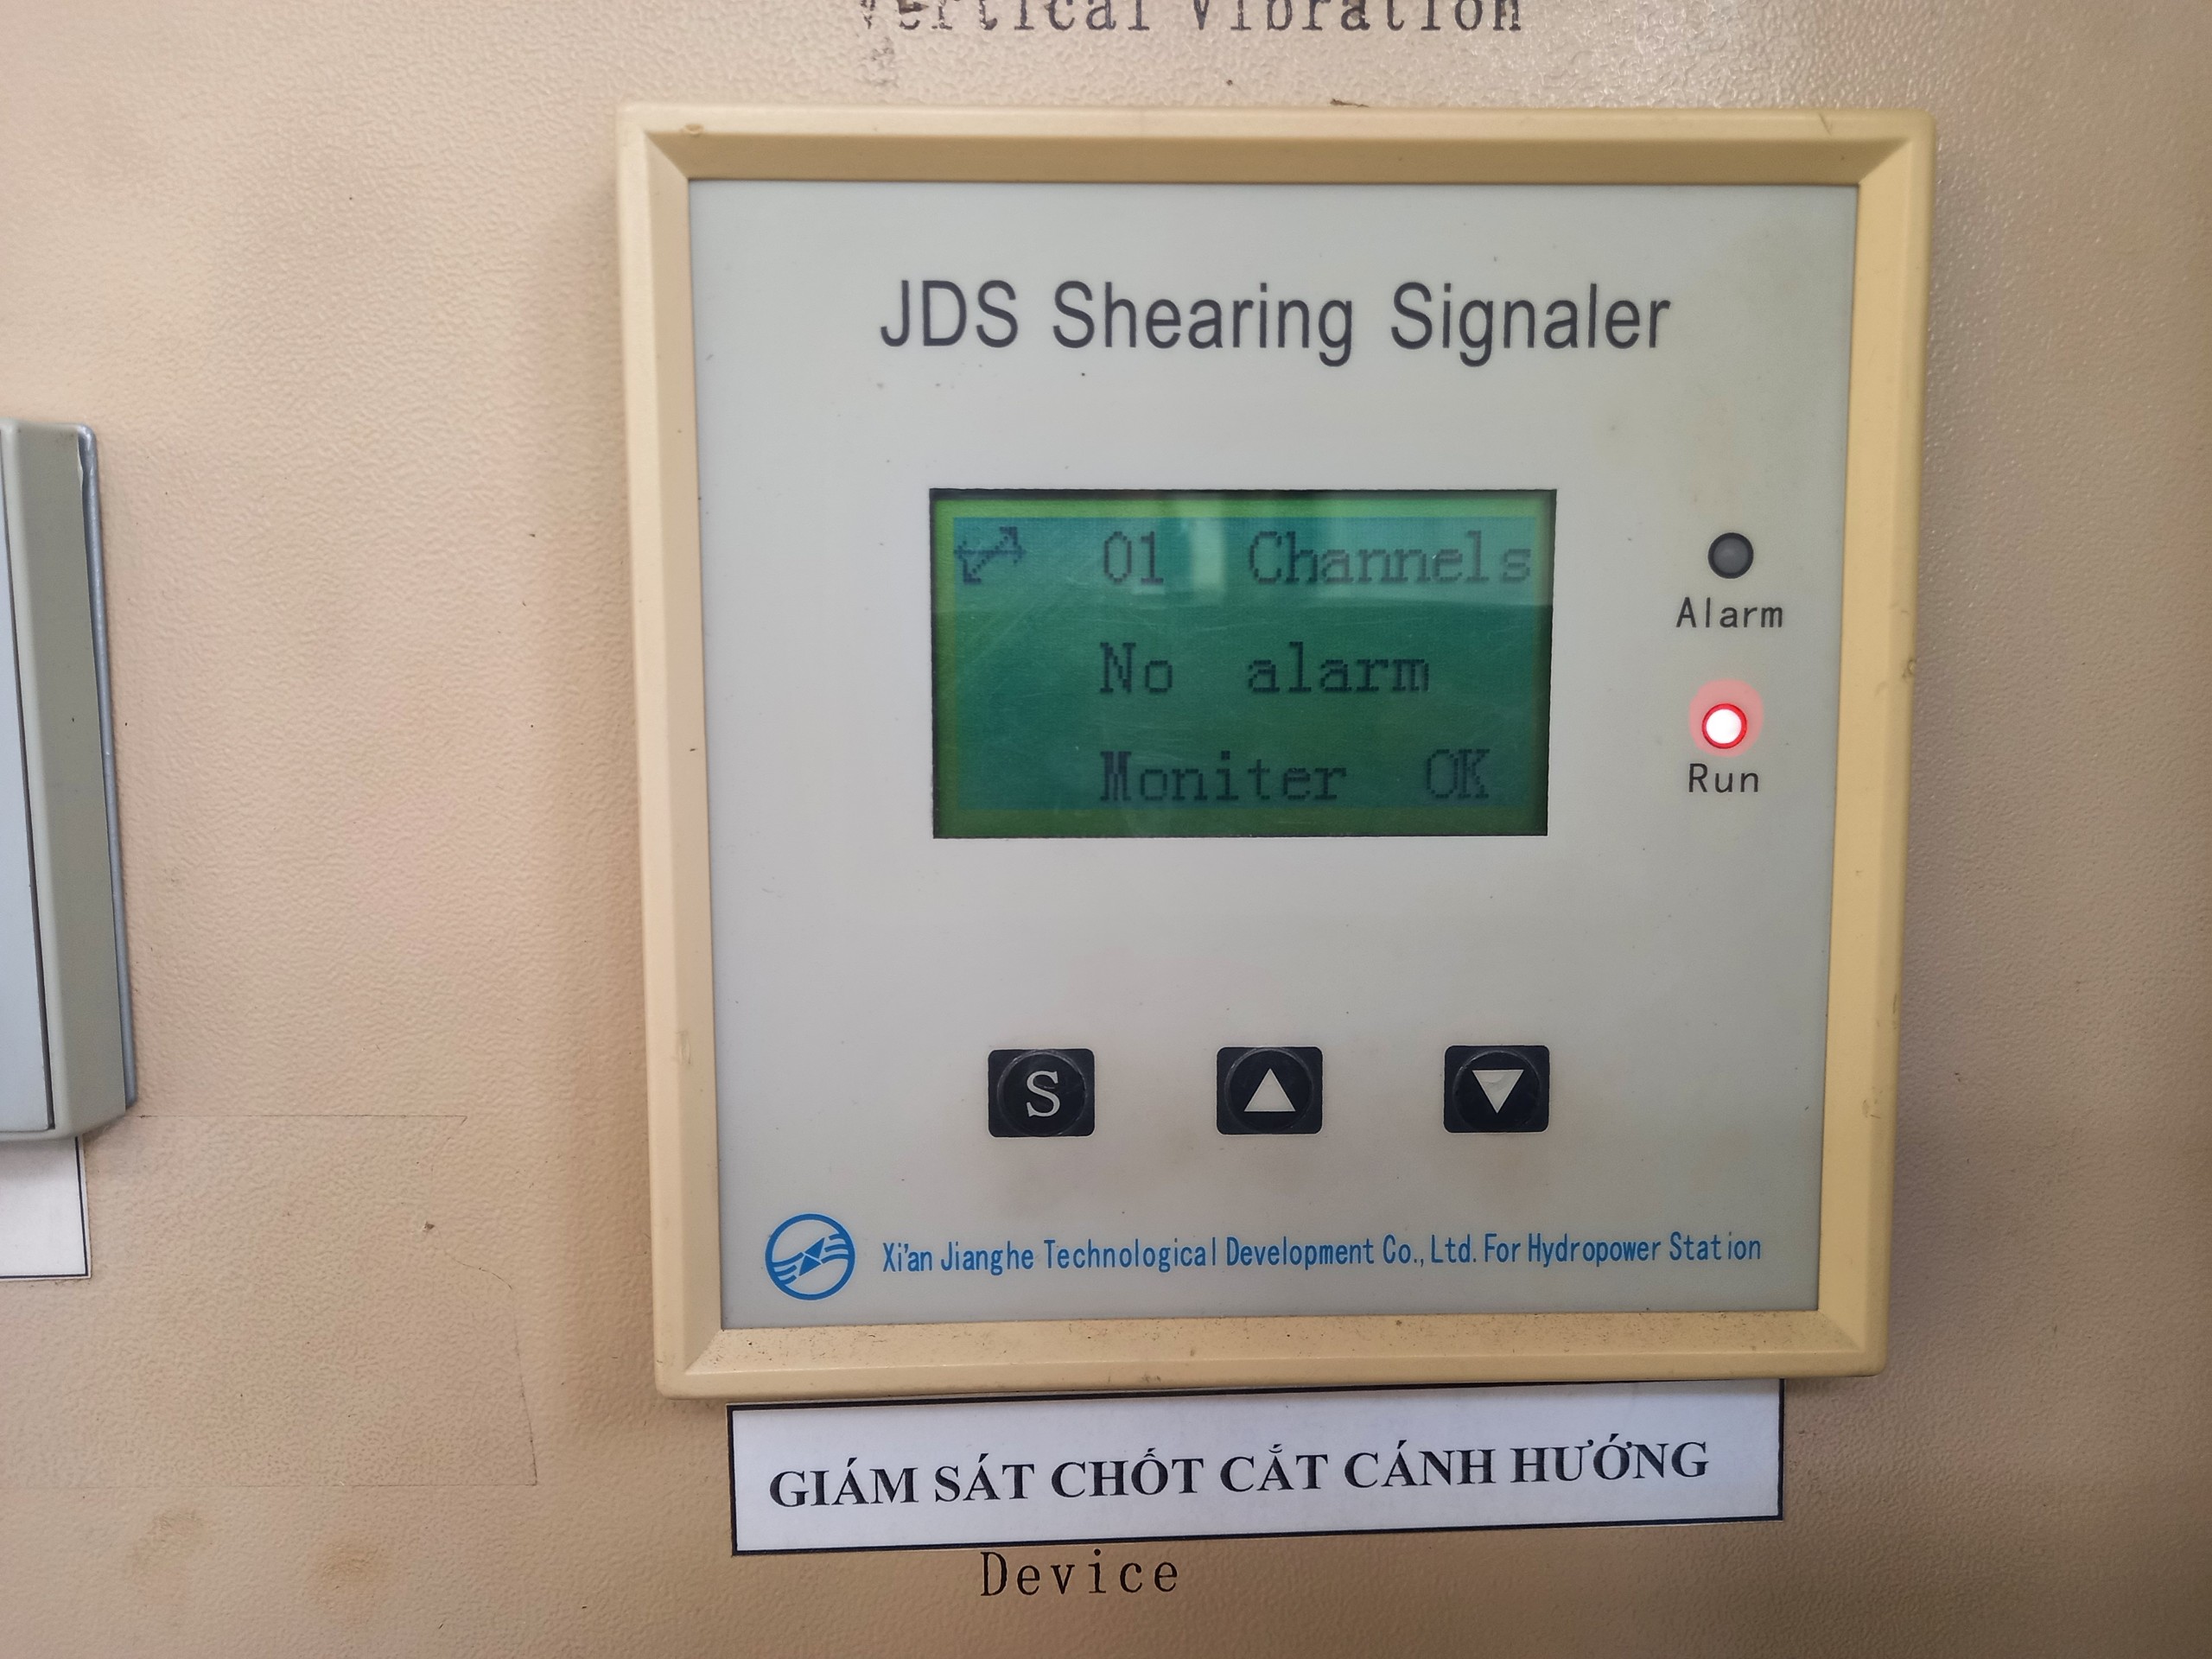 Vertical Vibration
JDS Shearing Signaler
01 Channels
No alarm
Moniter OK
Alarm
Run
S
Xi'an Jianghe Technological Development Co., Ltd. For Hydropower Station
GIÁM SÁT CHỐT CẮT CÁNH HƯỚNG
Device